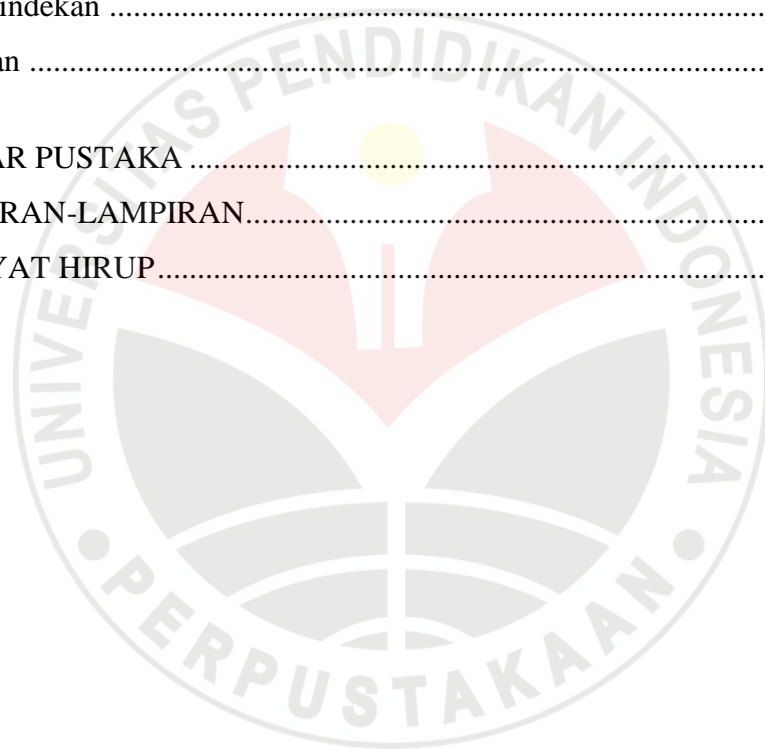 indekan ..................................................................................
an ............................................................................................
AR PUSTAKA ........................................................................
RAN-LAMPIRAN.................................................................
YAT HIRUP............................................................................
UNIVERSITAS PENDIDIKAN INDONESIA
PERPUSTAKAAN